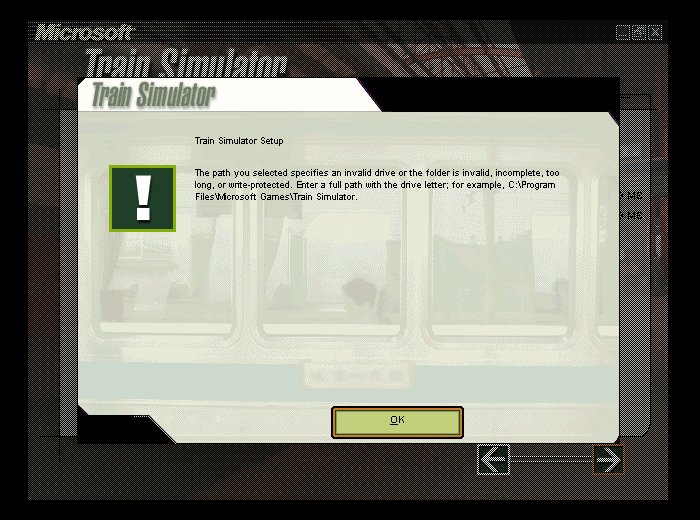 Microsoft
Train Simulator
Train Simulator
Train Simulator Setup
The path you selected specifies an invalid drive or the folder is invalid, incomplete, too
long, or write-protected. Enter a full path with the drive letter; for example, C:\Program
Files\Microsoft Games\Train Simulator.
MB
MB
OK